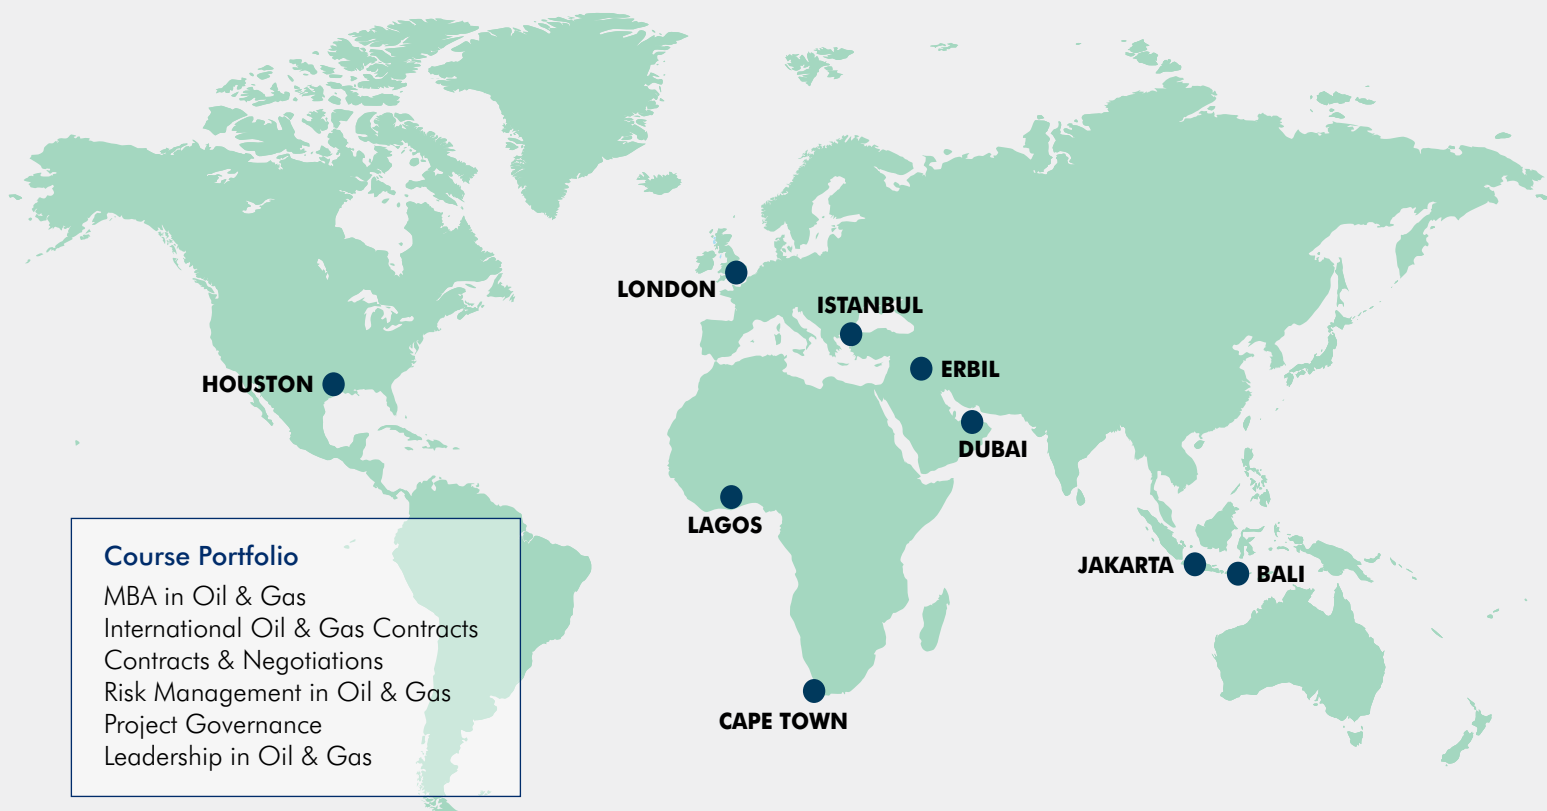 LONDON
ISTANBUL
HOUSTON
ERBIL
DUBAI
LAGOS
JAKARTA
BALI
CAPE TOWN
Course Portfolio
MBA in Oil & Gas
International Oil & Gas Contracts
Contracts & Negotiations
Risk Management in Oil & Gas
Project Governance
Leadership in Oil & Gas